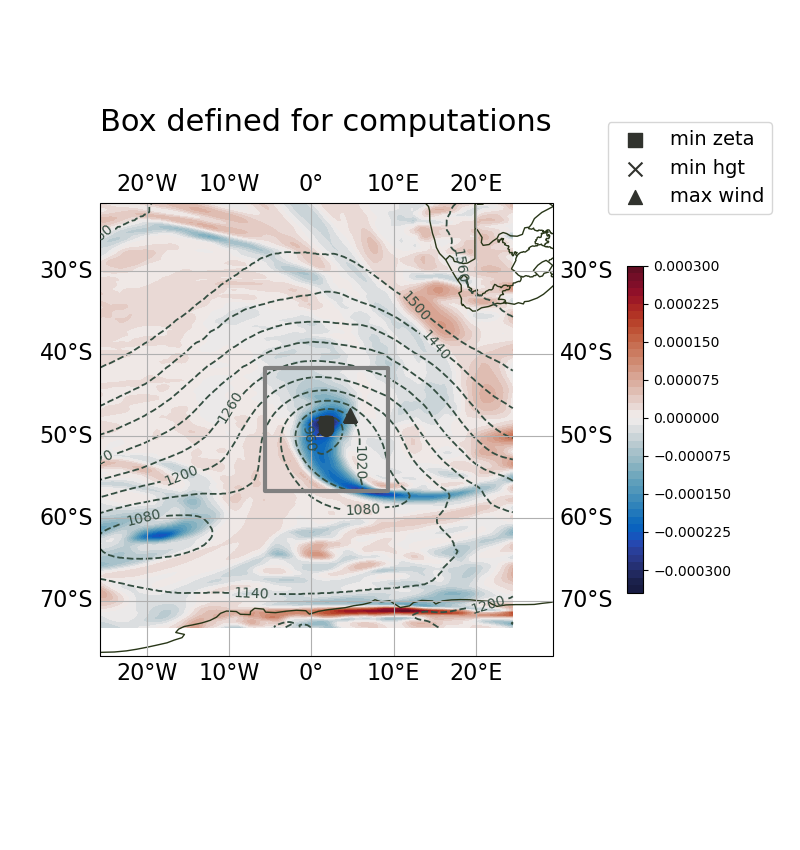 Box defined for computations
min zeta
min hgt
max wind
20°W 10°W 0° 10°E 20°E
30°S 30°S
40°S 40°S
50°S 50°S
60°S 60°S
70°S 70°S
20°W 10°W 0° 10°E 20°E
0.000300
0.000225
0.000150
0.000075
0.000000
−0.000075
−0.000150
−0.000225
−0.000300
1560
1500
1440
1260
1200
1080
1020
1080
1140
1200